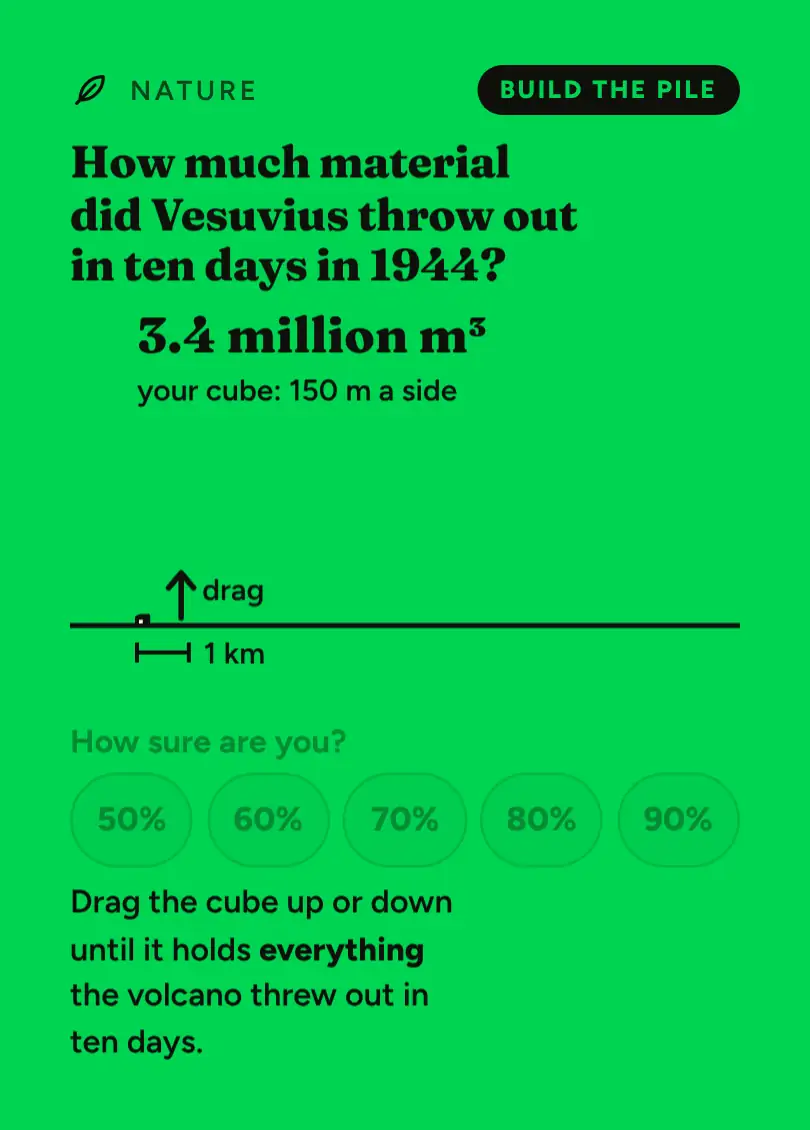 NATURE
BUILD THE PILE
How much material
did Vesuvius throw out
in ten days in 1944?
3.4 million m³
your cube: 150 m a side
drag
1 km
How sure are you?
50% 60% 70% 80% 90%
Drag the cube up or down
until it holds everything
the volcano threw out in
ten days.